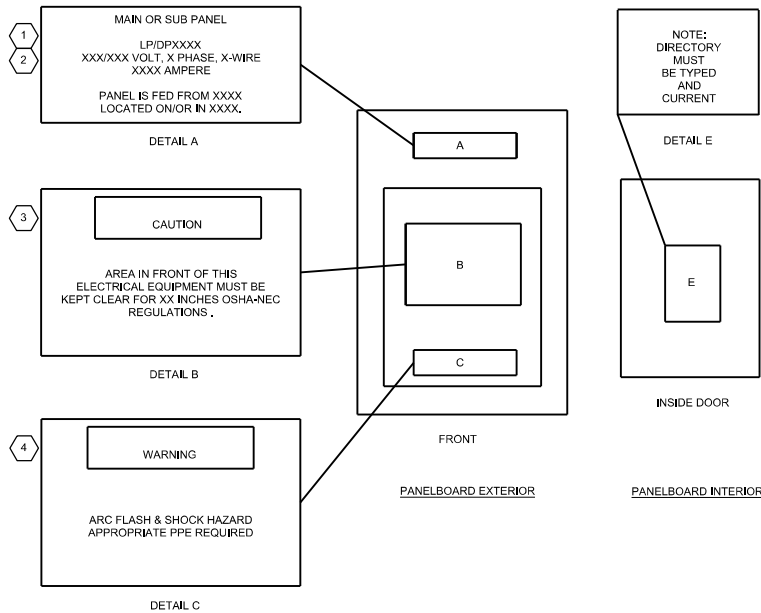 1
2
MAIN OR SUB PANEL
LP/DPXXXX
XXX/XXX VOLT, X PHASE, X-WIRE
XXXX AMPERE
PANEL IS FED FROM XXXX
LOCATED ON/OR IN XXXX.
DETAIL A
3
CAUTION
AREA IN FRONT OF THIS
ELECTRICAL EQUIPMENT MUST BE
KEPT CLEAR FOR XX INCHES OSHA-NEC
REGULATIONS .
DETAIL B
4
WARNING
ARC FLASH & SHOCK HAZARD
APPROPRIATE PPE REQUIRED
DETAIL C
A
B
C
FRONT
PANELBOARD EXTERIOR
NOTE:
DIRECTORY
MUST
BE TYPED
AND
CURRENT
DETAIL E
E
INSIDE DOOR
PANELBOARD INTERIOR